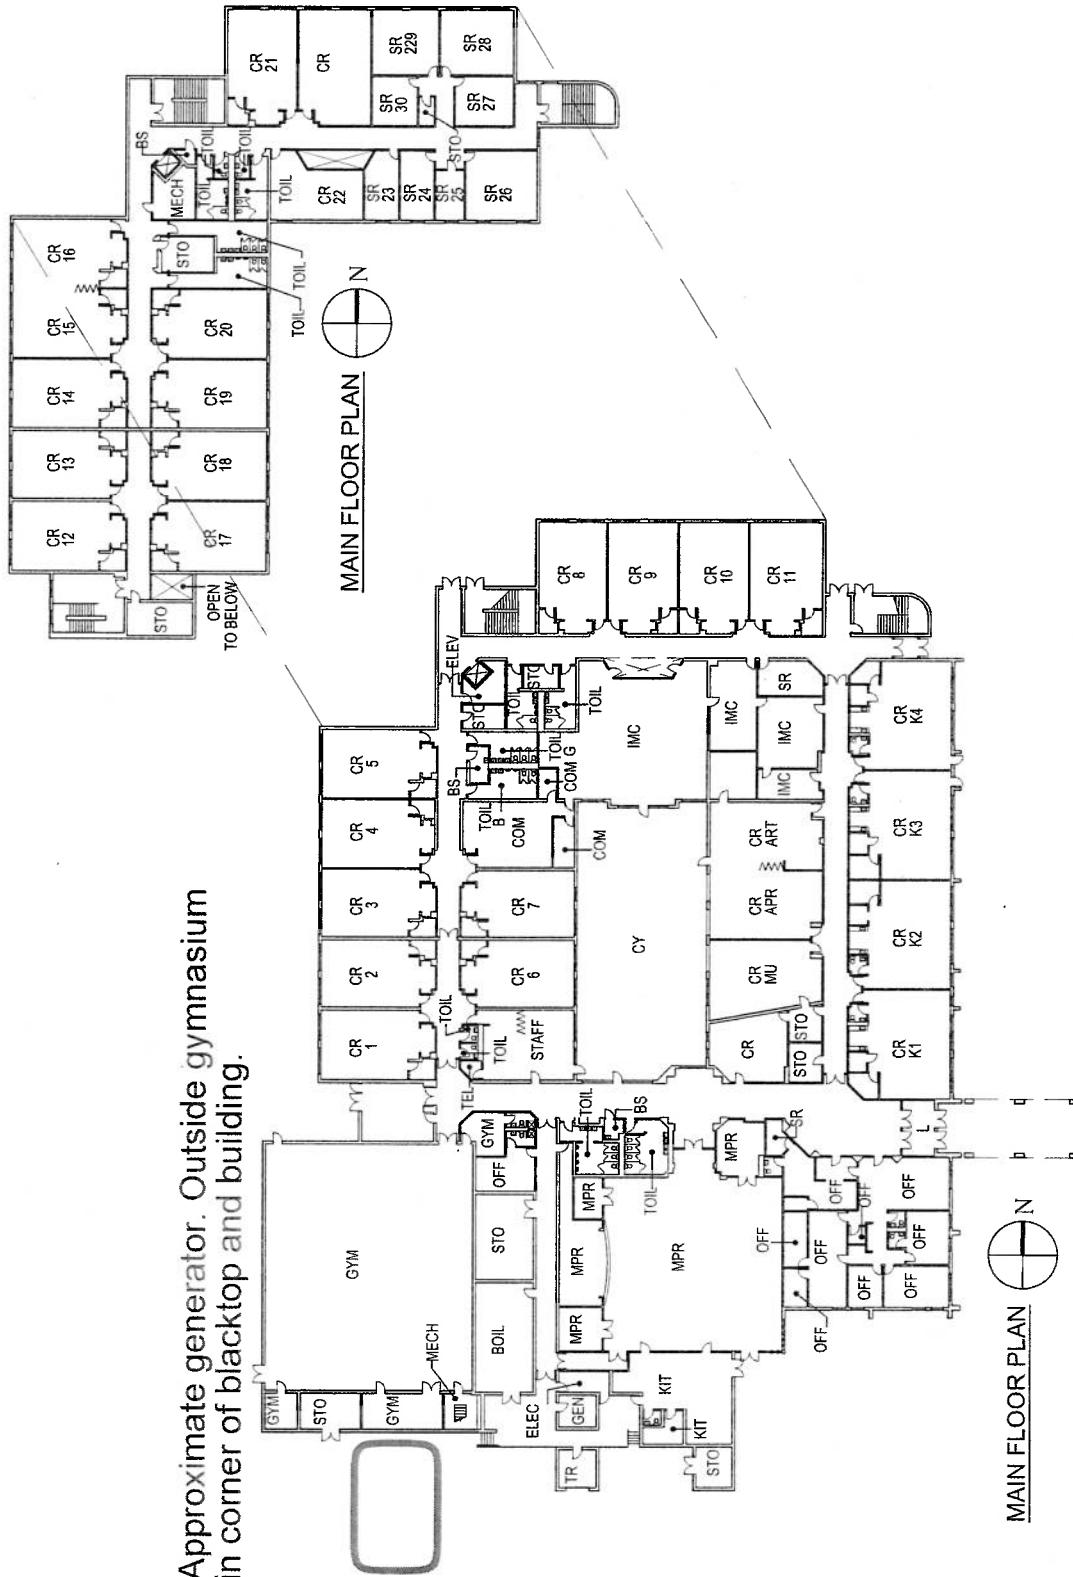 Approximate generator. Outside gymnasium
in corner of blacktop and building.
CR
12
CR
13
CR
14
CR
15
CR
16
CR
17
CR
18
CR
19
CR
20
STO
OPEN
TO BELOW
STO
MECH
BS
TOIL
TOIL
TOIL
TOIL
TOIL
TOIL
CR
21
CR
SR
229
SR
28
SR
30
SR
27
STO
CR
22
SR
23
SR
24
SR
25
SR
26
MAIN FLOOR PLAN
N
CR
1
CR
2
CR
3
CR
4
CR
5
CR
6
CR
7
STAFF
TOIL
TOIL
TEL
COM
COM
COM
TOIL
B
TOIL
G
BS
STO
ELEV
TOIL
STO
TOIL
CR
8
CR
9
CR
10
CR
11
IMC
IMC
IMC
IMC
SR
CY
CR
ART
CR
APR
CR
MU
CR
STO
STO
CR
K1
CR
K2
CR
K3
CR
K4
L
GYM
GYM
STO
GYM
MECH
GYM
OFF
STO
BOIL
ELEC
GEN
TR
KIT
KIT
STO
MPR
MPR
MPR
MPR
MPR
TOIL
BS
TOIL
SR
OFF
OFF
OFF
OFF
OFF
OFF
OFF
OFF
OFF
MAIN FLOOR PLAN
N